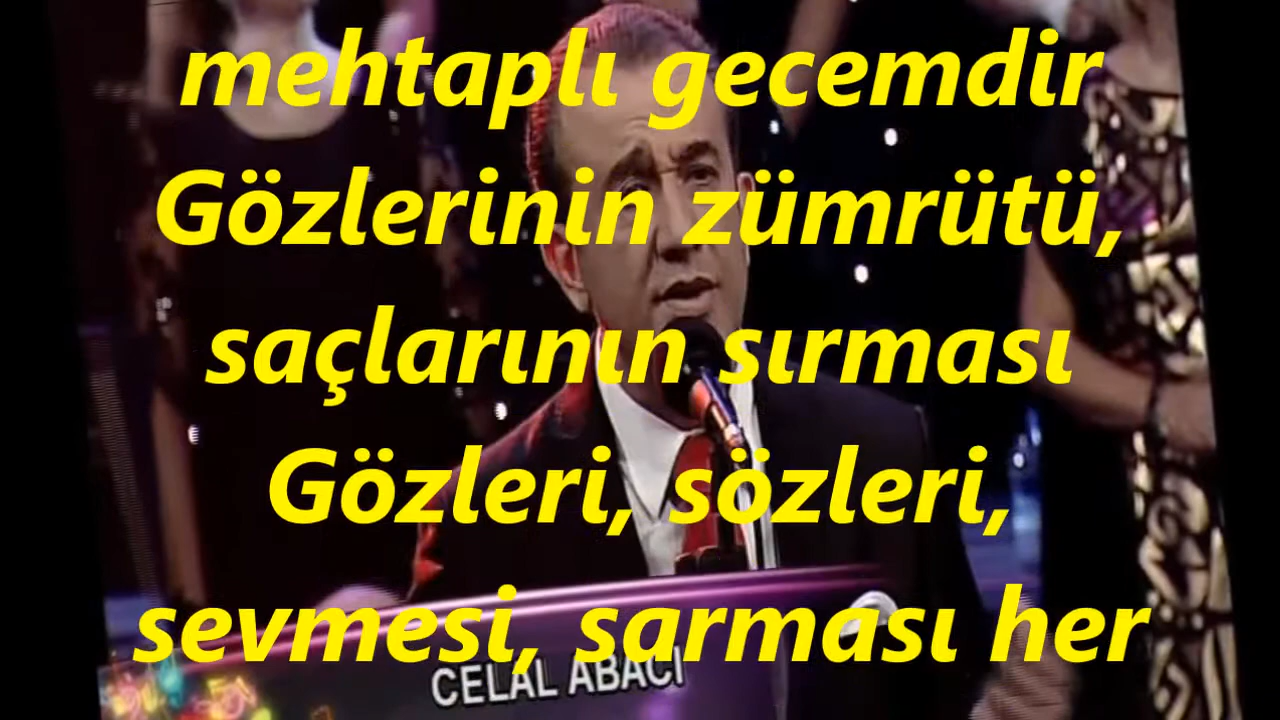 mehtaplı gecemdir
Gözlerinin zümrütü,
saçlarının sırması
Gözleri, sözleri,
sevmesi, sarması her
CELAL ABACI